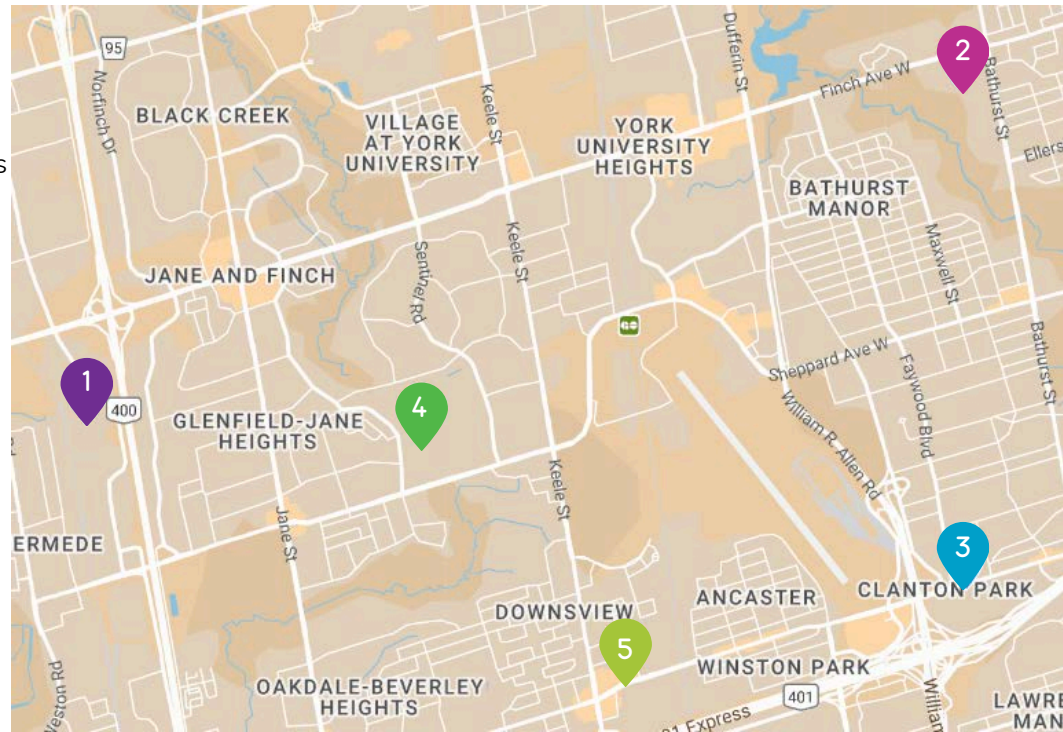 95
Norfinch Dr
BLACK CREEK
VILLAGE
AT YORK
UNIVERSITY
Keele St
YORK
UNIVERSITY
HEIGHTS
Dufferin St
Finch Ave W
2
Bathurst St
Ellers
s
BATHURST
MANOR
Maxwell St
JANE AND FINCH
Sentinel Rd
Keele St
GO
Bathurst St
Sheppard Ave W
Faywood Blvd
1
400
GLENFIELD-JANE
HEIGHTS
4
William R. Allen Rd
Keele St
Jane St
ERMEDE
3
CLANTON PARK
DOWNSVIEW
ANCASTER
5
WINSTON PARK
OAKDALE-BEVERLEY
HEIGHTS
Weston Rd
401
01 Express
William
LAWRE
MAN